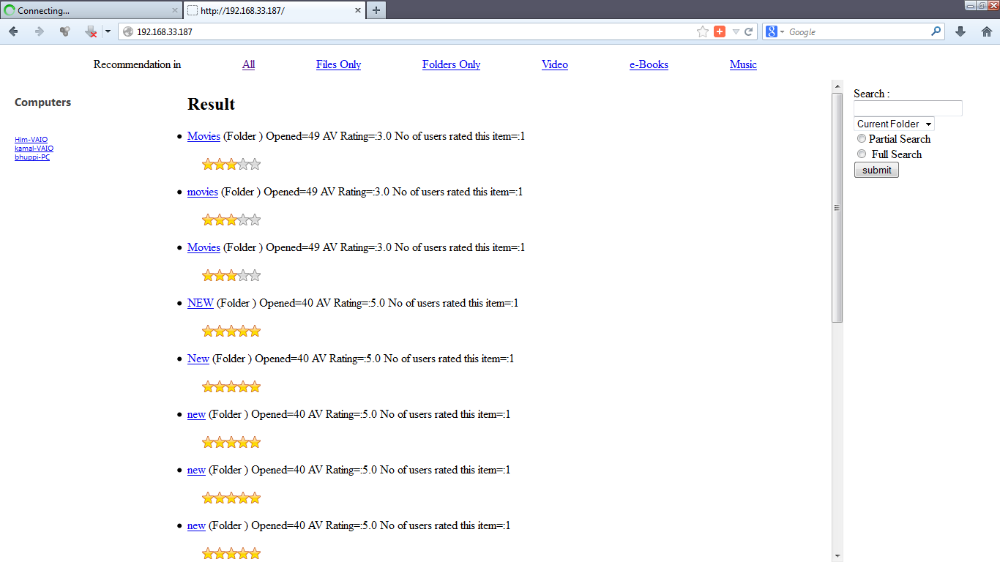 Connecting...
http://192.168.33.187/
192.168.33.187
Google
Recommendation in All Files Only Folders Only Video e-Books Music
Computers
Him-VAIO
kamal-VAIO
bhuppi-PC
Result
Movies (Folder ) Opened=49 AV Rating=:3.0 No of users rated this item=:1
movies (Folder ) Opened=49 AV Rating=:3.0 No of users rated this item=:1
Movies (Folder ) Opened=49 AV Rating=:3.0 No of users rated this item=:1
NEW (Folder ) Opened=40 AV Rating=:5.0 No of users rated this item=:1
New (Folder ) Opened=40 AV Rating=:5.0 No of users rated this item=:1
new (Folder ) Opened=40 AV Rating=:5.0 No of users rated this item=:1
new (Folder ) Opened=40 AV Rating=:5.0 No of users rated this item=:1
new (Folder ) Opened=40 AV Rating=:5.0 No of users rated this item=:1
Search :
Current Folder
Partial Search
Full Search
submit